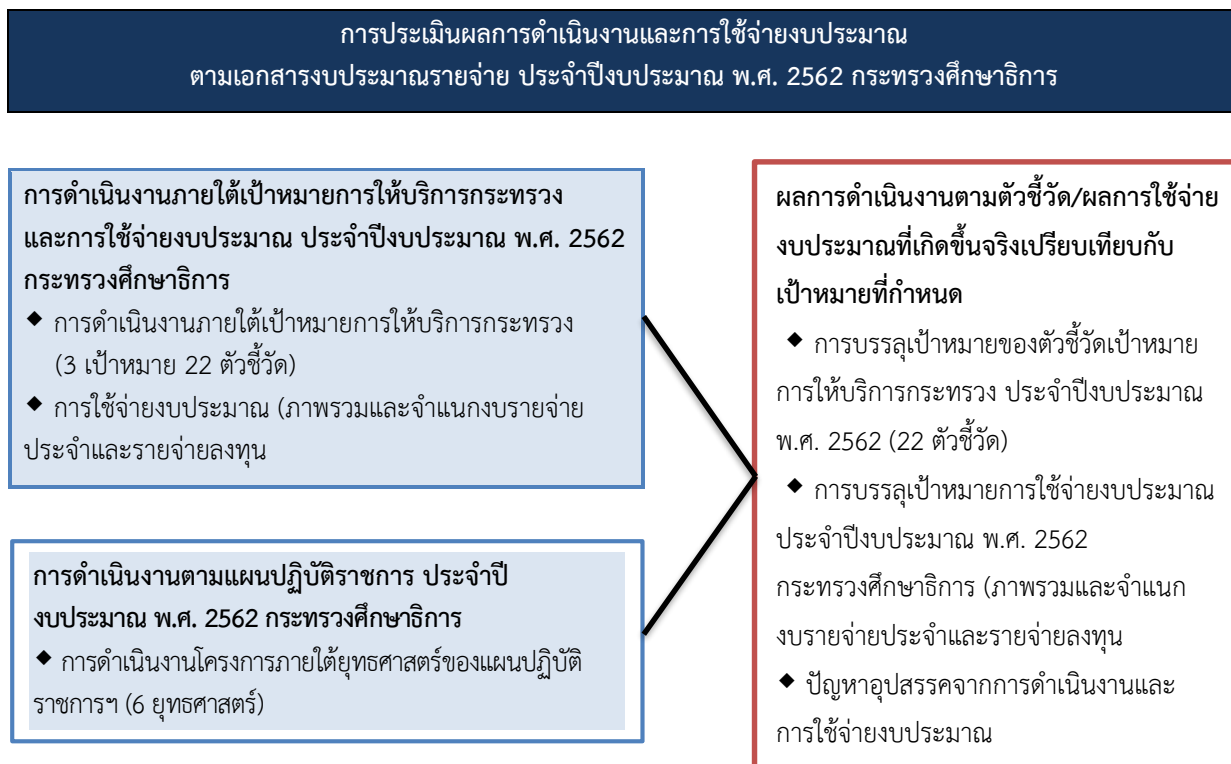 การประเมินผลการดำเนินงานและการใช้จ่ายงบประมาณ
ตามเอกสารงบประมาณรายจ่าย ประจำปีงบประมาณ พ.ศ. 2562 กระทรวงศึกษาธิการ
การดำเนินงานภายใต้เป้าหมายการให้บริการกระทรวง
และการใช้จ่ายงบประมาณ ประจำปีงบประมาณ พ.ศ. 2562
กระทรวงศึกษาธิการ
◆ การดำเนินงานภายใต้เป้าหมายการให้บริการกระทรวง
(3 เป้าหมาย 22 ตัวชี้วัด)
◆ การใช้จ่ายงบประมาณ (ภาพรวมและจำแนกงบรายจ่าย
ประจำและรายจ่ายลงทุน
การดำเนินงานตามแผนปฏิบัติราชการ ประจำปี
งบประมาณ พ.ศ. 2562 กระทรวงศึกษาธิการ
◆ การดำเนินงานโครงการภายใต้ยุทธศาสตร์ของแผนปฏิบัติ
ราชการฯ (6 ยุทธศาสตร์)
ผลการดำเนินงานตามตัวชี้วัด/ผลการใช้จ่าย
งบประมาณที่เกิดขึ้นจริงเปรียบเทียบกับ
เป้าหมายที่กำหนด
◆ การบรรลุเป้าหมายของตัวชี้วัดเป้าหมาย
การให้บริการกระทรวง ประจำปีงบประมาณ
พ.ศ. 2562 (22 ตัวชี้วัด)
◆ การบรรลุเป้าหมายการใช้จ่ายงบประมาณ
ประจำปีงบประมาณ พ.ศ. 2562
กระทรวงศึกษาธิการ (ภาพรวมและจำแนก
งบรายจ่ายประจำและรายจ่ายลงทุน
◆ ปัญหาอุปสรรคจากการดำเนินงานและ
การใช้จ่ายงบประมาณ